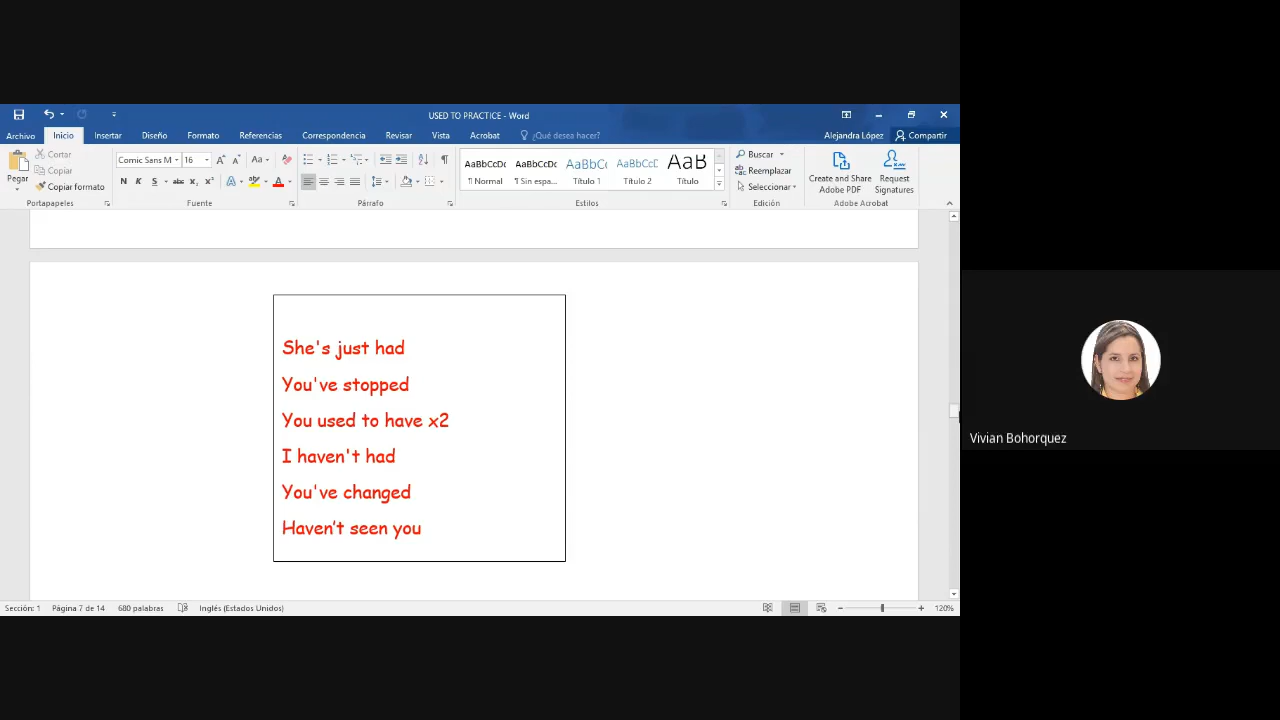 USED TO PRACTICE - Word
Archivo Inicio Insertar Diseño Formato Referencias Correspondencia Revisar Vista Acrobat ¿Qué desea hacer? Alejandra López Compartir
Pegar
Cortar
Copiar
Copiar formato
Portapapeles
Comic Sans M 16
N K S abc x₂ x²
Fuente
Párrafo
AaBbCcDc AaBbCcDc AaBbCc AaBbCcD AaB
¶ Normal ¶ Sin espa... Título 1 Título 2 Título
Estilos
Buscar
Reemplazar
Seleccionar
Edición
Create and Share Adobe PDF
Request Signatures
Adobe Acrobat
She's just had
You've stopped
You used to have x2
I haven't had
You've changed
Haven’t seen you
Vivian Bohorquez
Sección: 1 Página 7 de 14 680 palabras Inglés (Estados Unidos) 120%